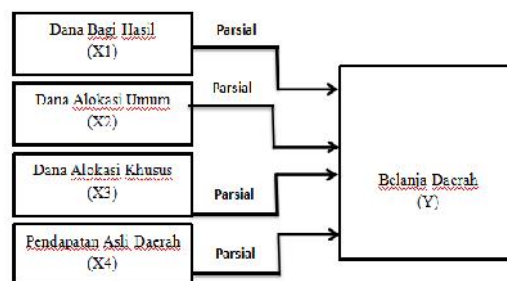 Dana Bagi Hasil
(X1)
Parsial
Dana Alokasi Umum
(X2)
Parsial
Dana Alokasi Khusus
(X3)
Parsial
Pendapatan Asli Daerah
(X4)
Parsial
Belanja Daerah
(Y)